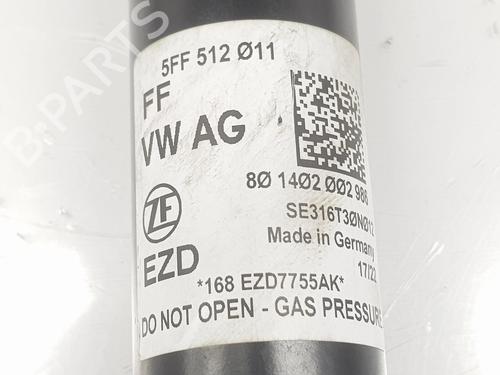 B-PARTS
5FF 512 Ø11
FF
VW AG
8Ø 14Ø2 ØØ2 986
ZF
SE316T3ØNØ12
Made in Germany
17/22
EZD
*168 EZD7755AK*
DO NOT OPEN - GAS PRESSURE